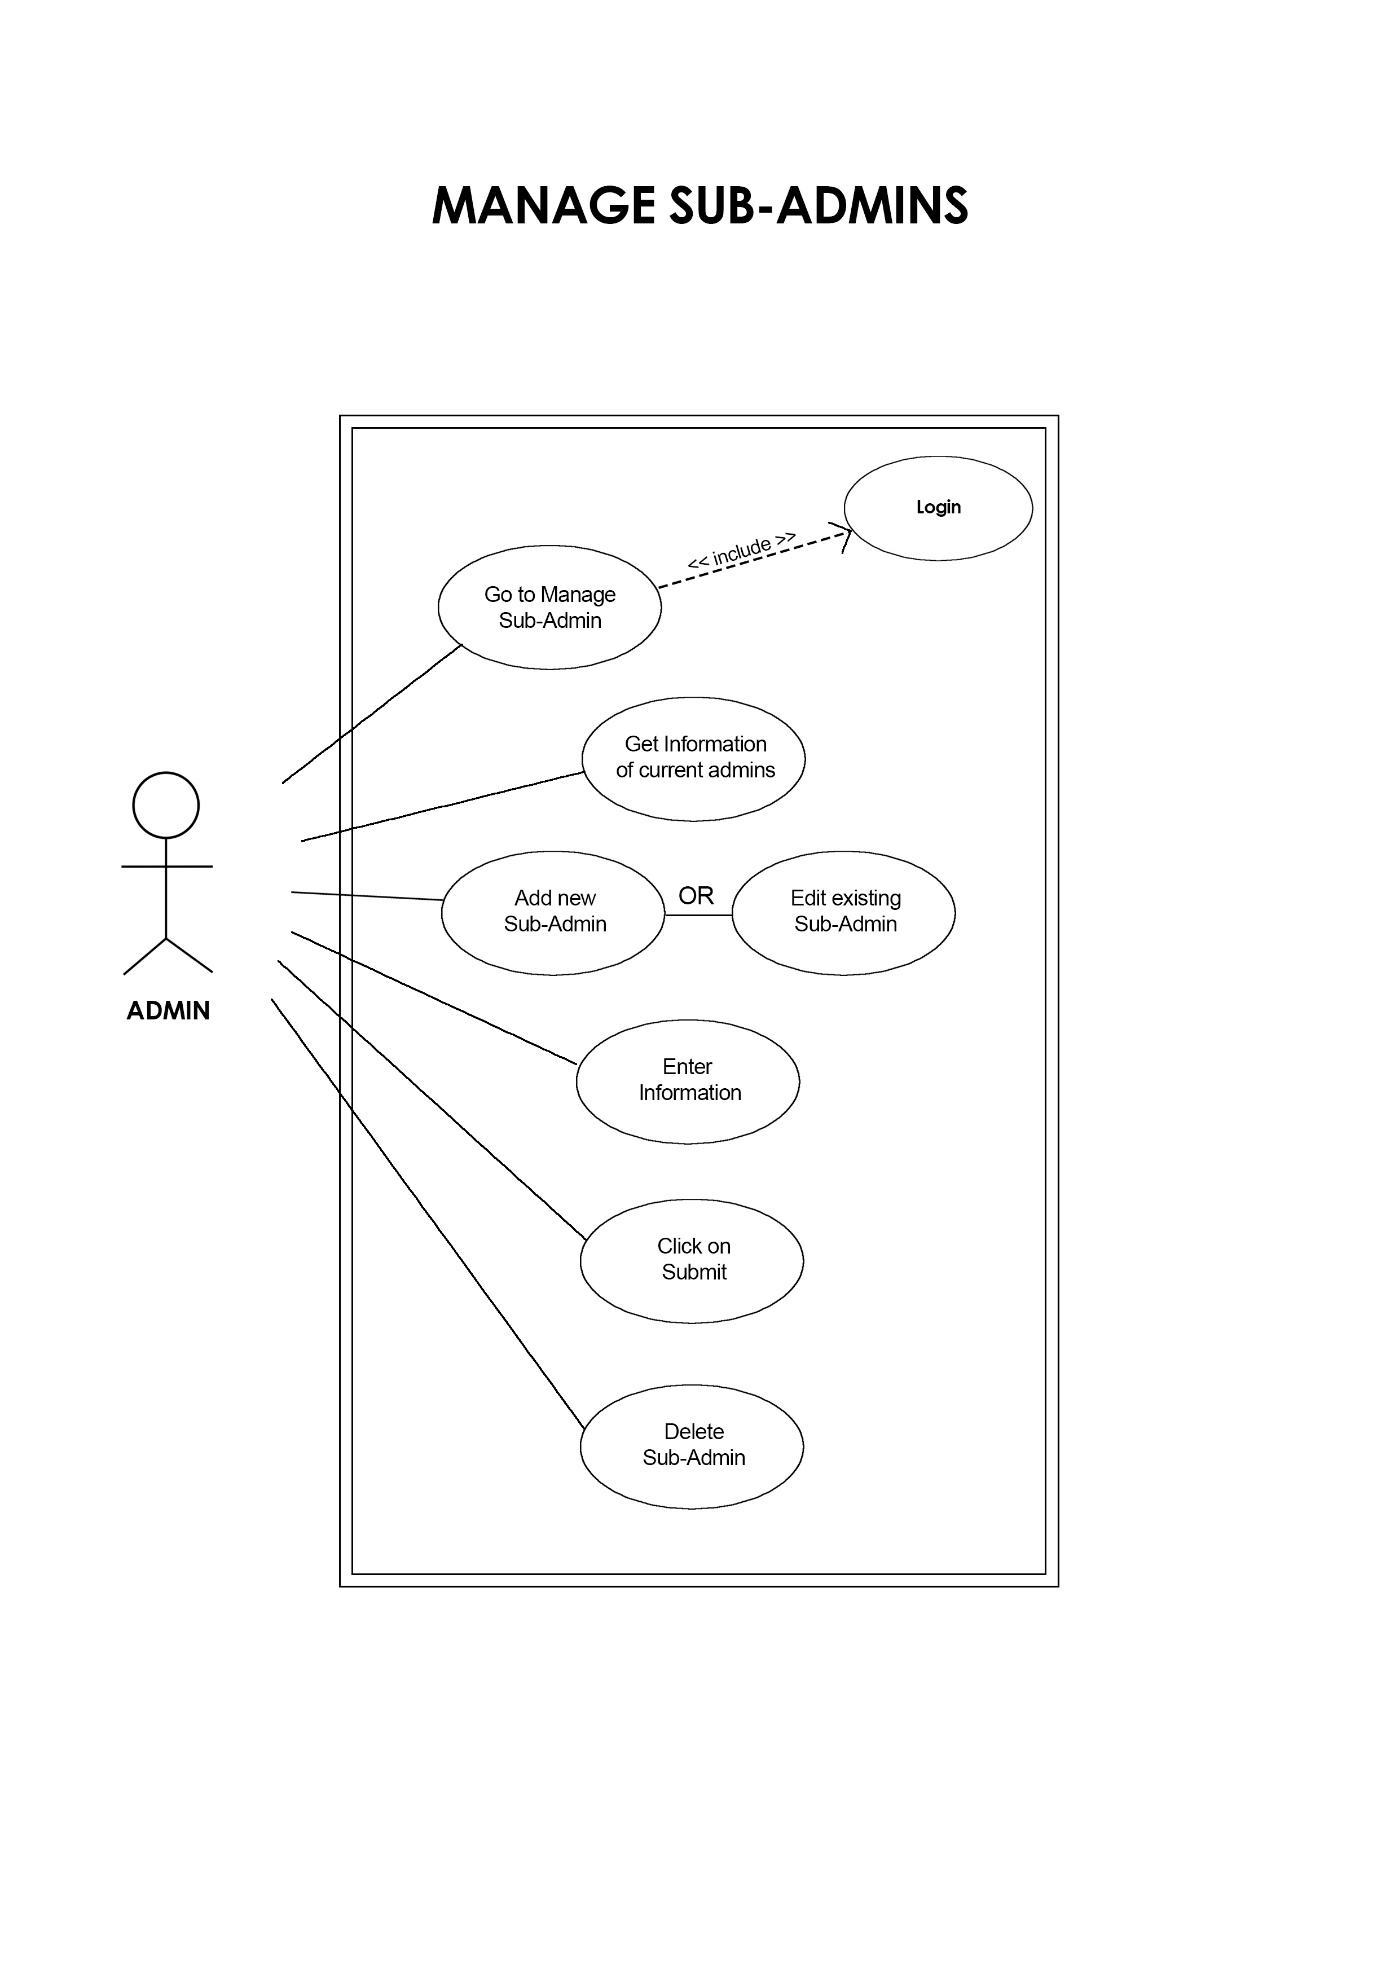 MANAGE SUB-ADMINS
Login
<< include >>
Go to Manage
Sub-Admin
Get Information
of current admins
Add new
Sub-Admin
OR
Edit existing
Sub-Admin
ADMIN
Enter
Information
Click on
Submit
Delete
Sub-Admin